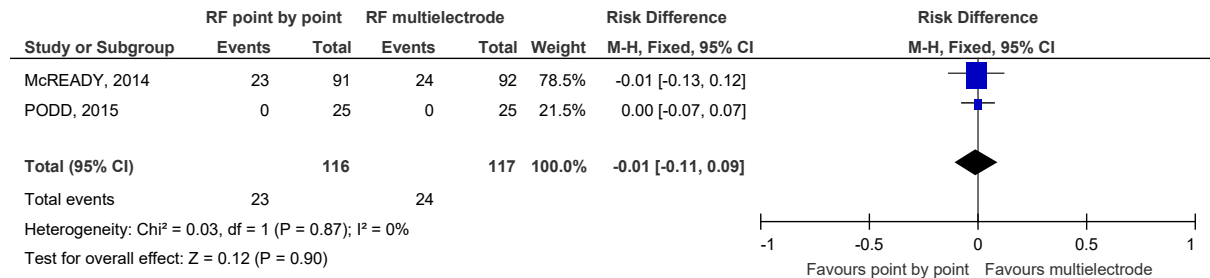 RF point by point RF multielectrode Risk Difference Risk Difference
Study or Subgroup Events Total Events Total Weight M-H, Fixed, 95% CI M-H, Fixed, 95% CI
McREADY, 2014 23 91 24 92 78.5% -0.01 [-0.13, 0.12]
PODD, 2015 0 25 0 25 21.5% 0.00 [-0.07, 0.07]
Total (95% CI) 116 117 100.0% -0.01 [-0.11, 0.09]
Total events 23 24
Heterogeneity: Chi² = 0.03, df = 1 (P = 0.87); I² = 0%
Test for overall effect: Z = 0.12 (P = 0.90)
-1 -0.5 0 0.5 1
Favours point by point Favours multielectrode